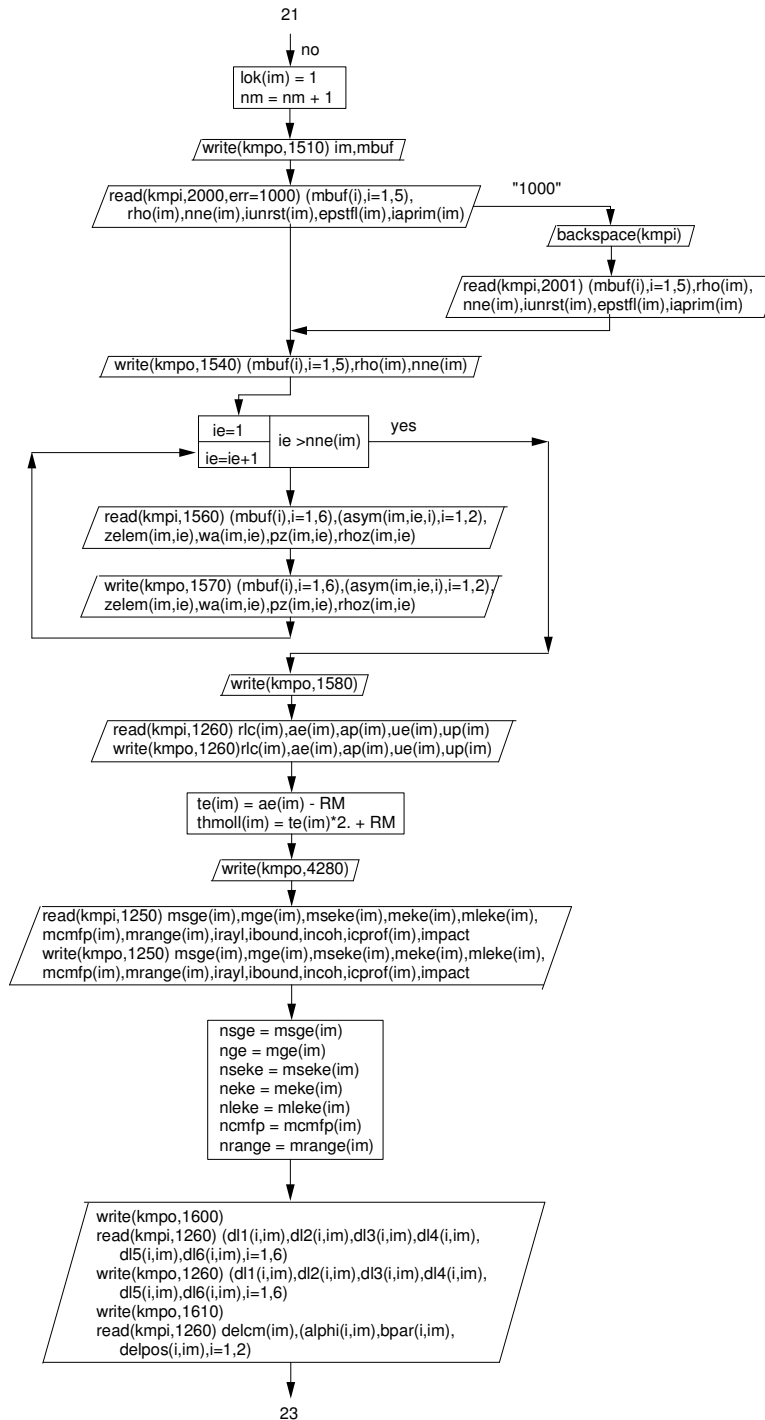 21
no
lok(im) = 1
nm = nm + 1
write(kmpo,1510) im,mbuf
read(kmpi,2000,err=1000) (mbuf(i),i=1,5),
rho(im),nne(im),iunrst(im),epstfl(im),iaprim(im)
"1000"
backspace(kmpi)
read(kmpi,2001) (mbuf(i),i=1,5),rho(im),
nne(im),iunrst(im),epstfl(im),iaprim(im)
write(kmpo,1540) (mbuf(i),i=1,5),rho(im),nne(im)
ie=1
ie=ie+1
ie >nne(im)
yes
read(kmpi,1560) (mbuf(i),i=1,6),(asym(im,ie,i),i=1,2),
zelem(im,ie),wa(im,ie),pz(im,ie),rhoz(im,ie)
write(kmpo,1570) (mbuf(i),i=1,6),(asym(im,ie,i),i=1,2),
zelem(im,ie),wa(im,ie),pz(im,ie),rhoz(im,ie)
write(kmpo,1580)
read(kmpi,1260) rlc(im),ae(im),ap(im),ue(im),up(im)
write(kmpo,1260)rlc(im),ae(im),ap(im),ue(im),up(im)
te(im) = ae(im) - RM
thmoll(im) = te(im)*2. + RM
write(kmpo,4280)
read(kmpi,1250) msge(im),mge(im),mseke(im),meke(im),mleke(im),
mcmfp(im),mrange(im),irayl,ibound,incoh,icprof(im),impact
write(kmpo,1250) msge(im),mge(im),mseke(im),meke(im),mleke(im),
mcmfp(im),mrange(im),irayl,ibound,incoh,icprof(im),impact
nsge = msge(im)
nge = mge(im)
nseke = mseke(im)
neke = meke(im)
nleke = mleke(im)
ncmfp = mcmfp(im)
nrange = mrange(im)
write(kmpo,1600)
read(kmpi,1260) (dl1(i,im),dl2(i,im),dl3(i,im),dl4(i,im),
dl5(i,im),dl6(i,im),i=1,6)
write(kmpo,1260) (dl1(i,im),dl2(i,im),dl3(i,im),dl4(i,im),
dl5(i,im),dl6(i,im),i=1,6)
write(kmpo,1610)
read(kmpi,1260) delcm(im),(alphi(i,im),bpar(i,im),
delpos(i,im),i=1,2)
23